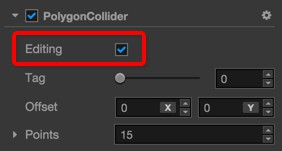 PolygonCollider
Editing
Tag 0
Offset 0 X 0 Y
Points 15